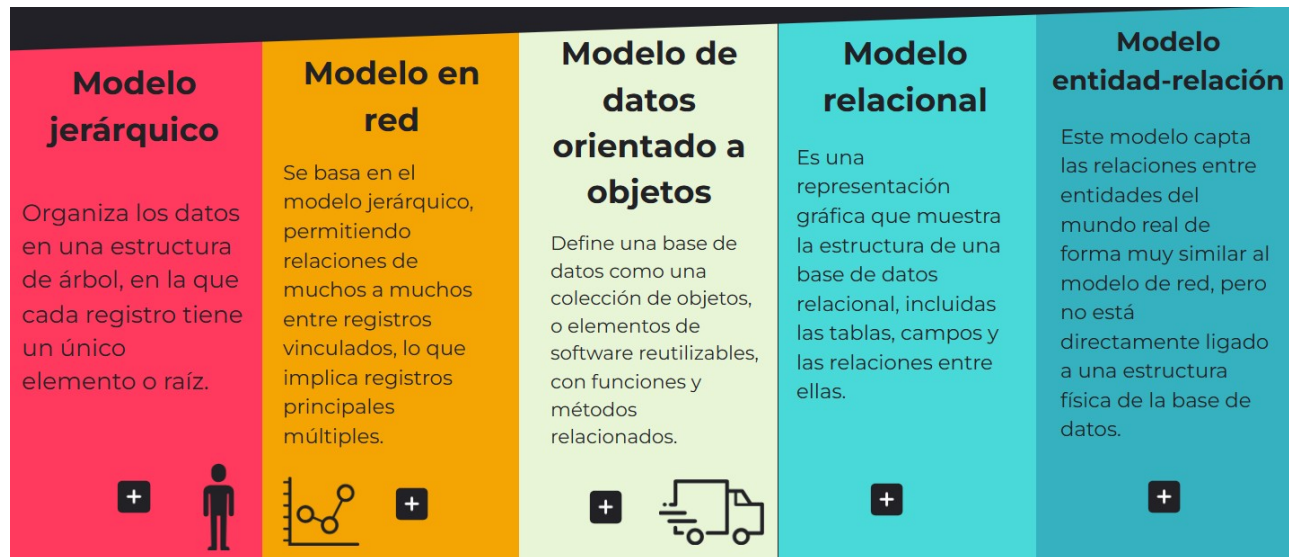 Modelo
jerárquico
Organiza los datos
en una estructura
de árbol, en la que
cada registro tiene
un único
elemento o raíz.
Modelo en
red
Se basa en el
modelo jerárquico,
permitiendo
relaciones de
muchos a muchos
entre registros
vinculados, lo que
implica registros
principales
múltiples.
Modelo de
datos
orientado a
objetos
Define una base de
datos como una
colección de objetos,
o elementos de
software reutilizables,
con funciones y
métodos
relacionados.
Modelo
relacional
Es una
representación
gráfica que muestra
la estructura de una
base de datos
relacional, incluidas
las tablas, campos y
las relaciones entre
ellas.
Modelo
entidad-relación
Este modelo capta
las relaciones entre
entidades del
mundo real de
forma muy similar al
modelo de red, pero
no está
directamente ligado
a una estructura
física de la base de
datos.